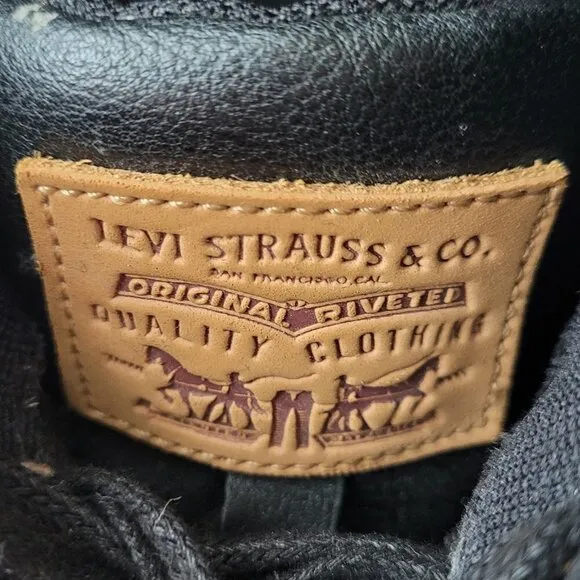 LEVI STRAUSS & CO.
SAN FRANCISCO, CAL.
ORIGINAL RIVETED
QUALITY CLOTHING